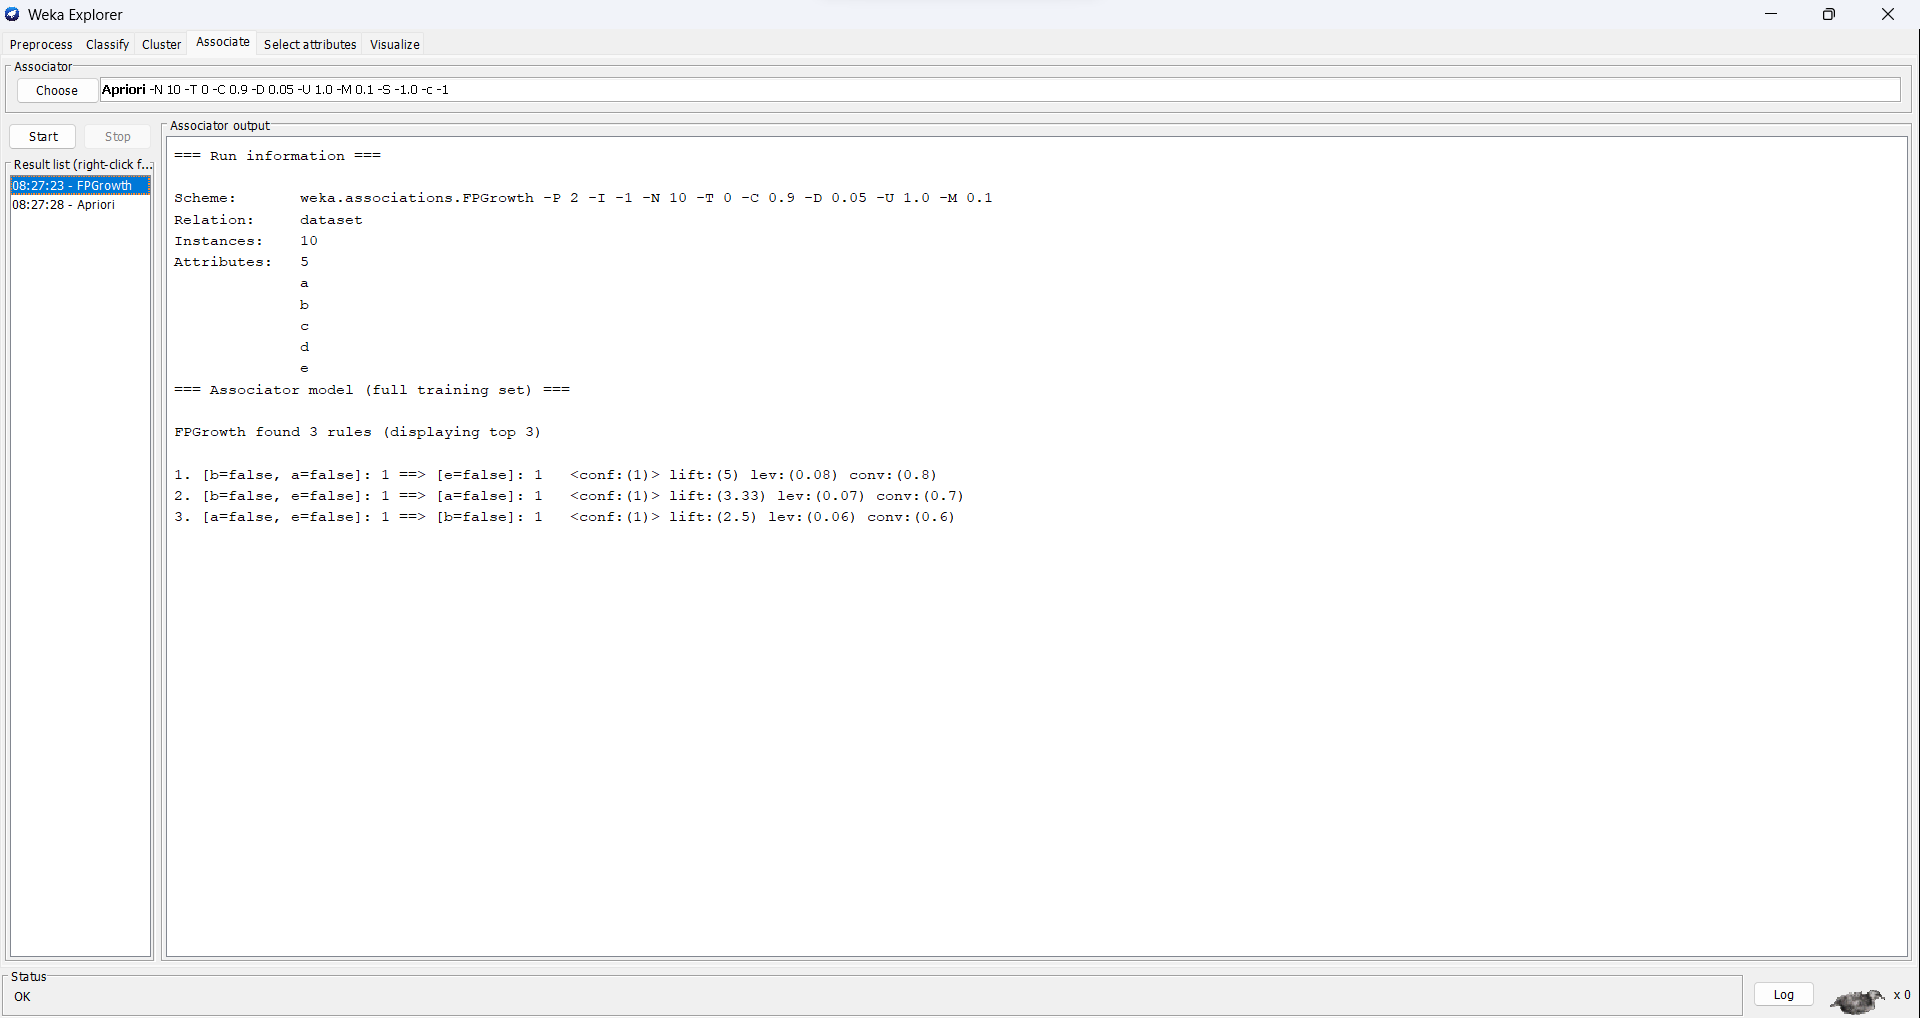 Weka Explorer
Preprocess Classify Cluster Associate Select attributes Visualize
Associator
Choose Apriori -N 10 -T 0 -C 0.9 -D 0.05 -U 1.0 -M 0.1 -S -1.0 -c -1
Start Stop
Result list (right-click f...
08:27:23 - FPGrowth
08:27:28 - Apriori
Associator output
=== Run information ===
Scheme: weka.associations.FPGrowth -P 2 -I -1 -N 10 -T 0 -C 0.9 -D 0.05 -U 1.0 -M 0.1
Relation: dataset
Instances: 10
Attributes: 5
a
b
c
d
e
=== Associator model (full training set) ===
FPGrowth found 3 rules (displaying top 3)
1. [b=false, a=false]: 1 ==> [e=false]: 1 <conf:(1)> lift:(5) lev:(0.08) conv:(0.8)
2. [b=false, e=false]: 1 ==> [a=false]: 1 <conf:(1)> lift:(3.33) lev:(0.07) conv:(0.7)
3. [a=false, e=false]: 1 ==> [b=false]: 1 <conf:(1)> lift:(2.5) lev:(0.06) conv:(0.6)
Status
OK
Log x 0